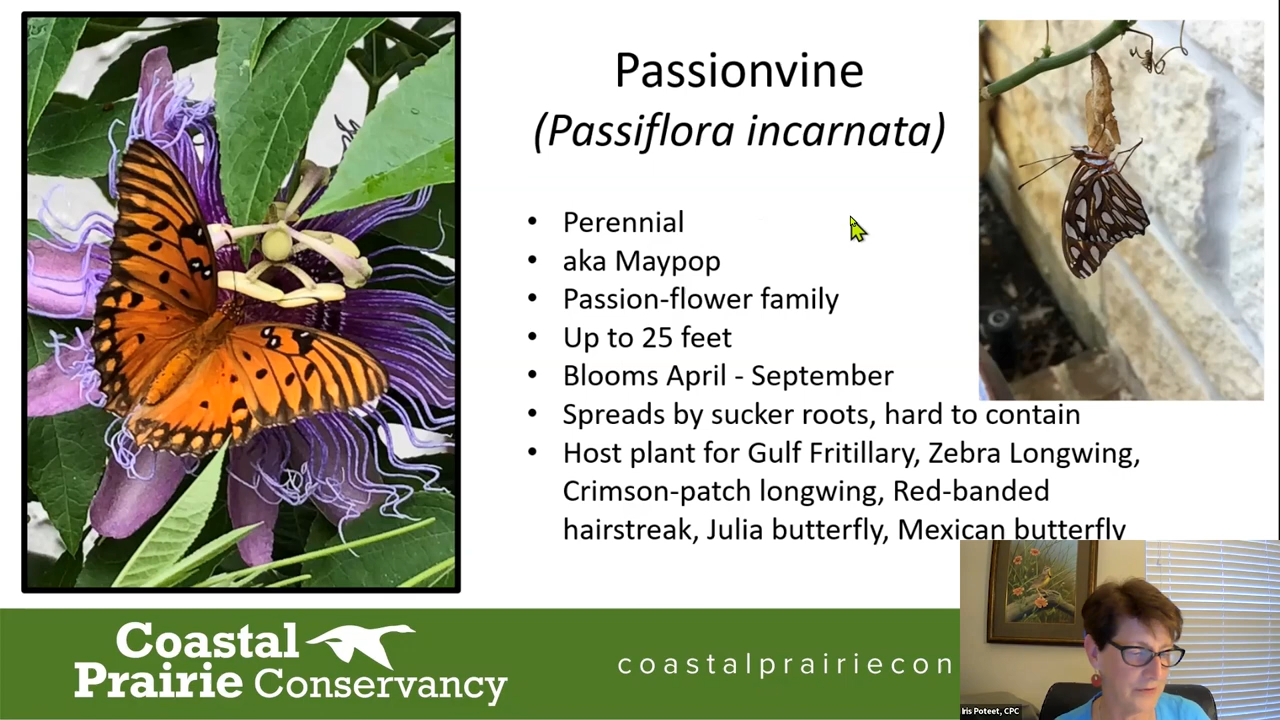 Passionvine
(Passiflora incarnata)
• Perennial
• aka Maypop
• Passion-flower family
• Up to 25 feet
• Blooms April - September
• Spreads by sucker roots, hard to contain
• Host plant for Gulf Fritillary, Zebra Longwing,
Crimson-patch longwing, Red-banded
hairstreak, Julia butterfly, Mexican butterfly
Coastal
Prairie Conservancy
coastalprairiecon
Iris Poteet, CPC